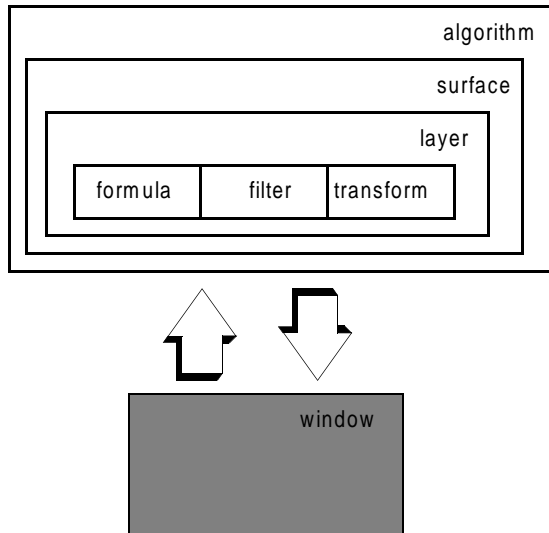 algorithm
surface
layer
formula filter transform
window